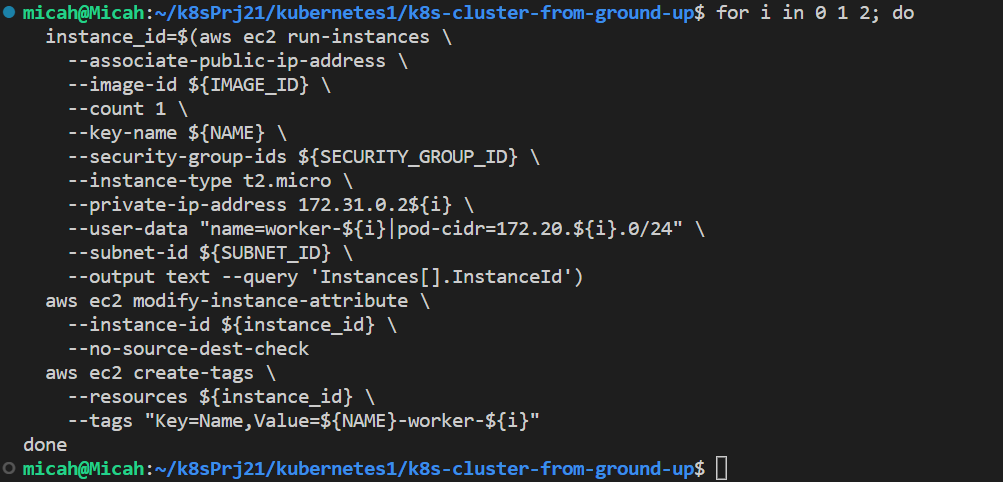 micah@Micah:~/k8sPrj21/kubernetes1/k8s-cluster-from-ground-up$ for i in 0 1 2; do
  instance_id=$(aws ec2 run-instances \
    --associate-public-ip-address \
    --image-id ${IMAGE_ID} \
    --count 1 \
    --key-name ${NAME} \
    --security-group-ids ${SECURITY_GROUP_ID} \
    --instance-type t2.micro \
    --private-ip-address 172.31.0.2${i} \
    --user-data "name=worker-${i}|pod-cidr=172.20.${i}.0/24" \
    --subnet-id ${SUBNET_ID} \
    --output text --query 'Instances[].InstanceId')
  aws ec2 modify-instance-attribute \
    --instance-id ${instance_id} \
    --no-source-dest-check
  aws ec2 create-tags \
    --resources ${instance_id} \
    --tags "Key=Name,Value=${NAME}-worker-${i}"
done
micah@Micah:~/k8sPrj21/kubernetes1/k8s-cluster-from-ground-up$